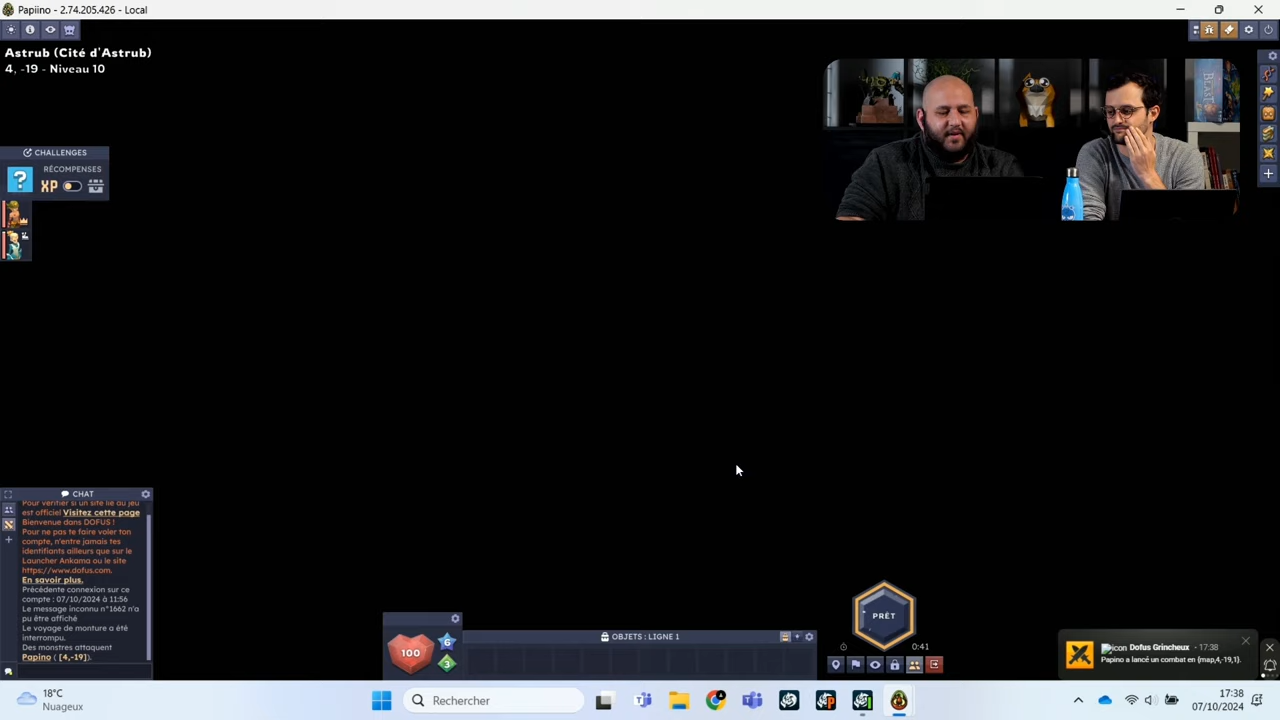 Papiino - 2.74.205.426 - Local
Astrub (Cité d'Astrub)
4, -19 - Niveau 10
CHALLENGES
RÉCOMPENSES
?
XP
CHAT
Pour vérifier si un site lié au jeu
est officiel Visitez cette page
Bienvenue dans DOFUS !
Pour ne pas te faire voler ton
compte, n'entre jamais tes
identifiants ailleurs que sur le
Launcher Ankama ou le site
https://www.dofus.com.
En savoir plus.
Précédente connexion sur ce
compte : 07/10/2024 à 11:56
Le message inconnu n°1662 n'a
pu être affiché
Le voyage de monture a été
interrompu.
Des monstres attaquent
Papino ( [4,-19]).
100
6
3
OBJETS : LIGNE 1
PRÊT
0:41
icon Dofus Grincheux - 17:38
Papino a lancé un combat en {map,4,-19,1}.
18°C
Nuageux
Rechercher
17:38
07/10/2024